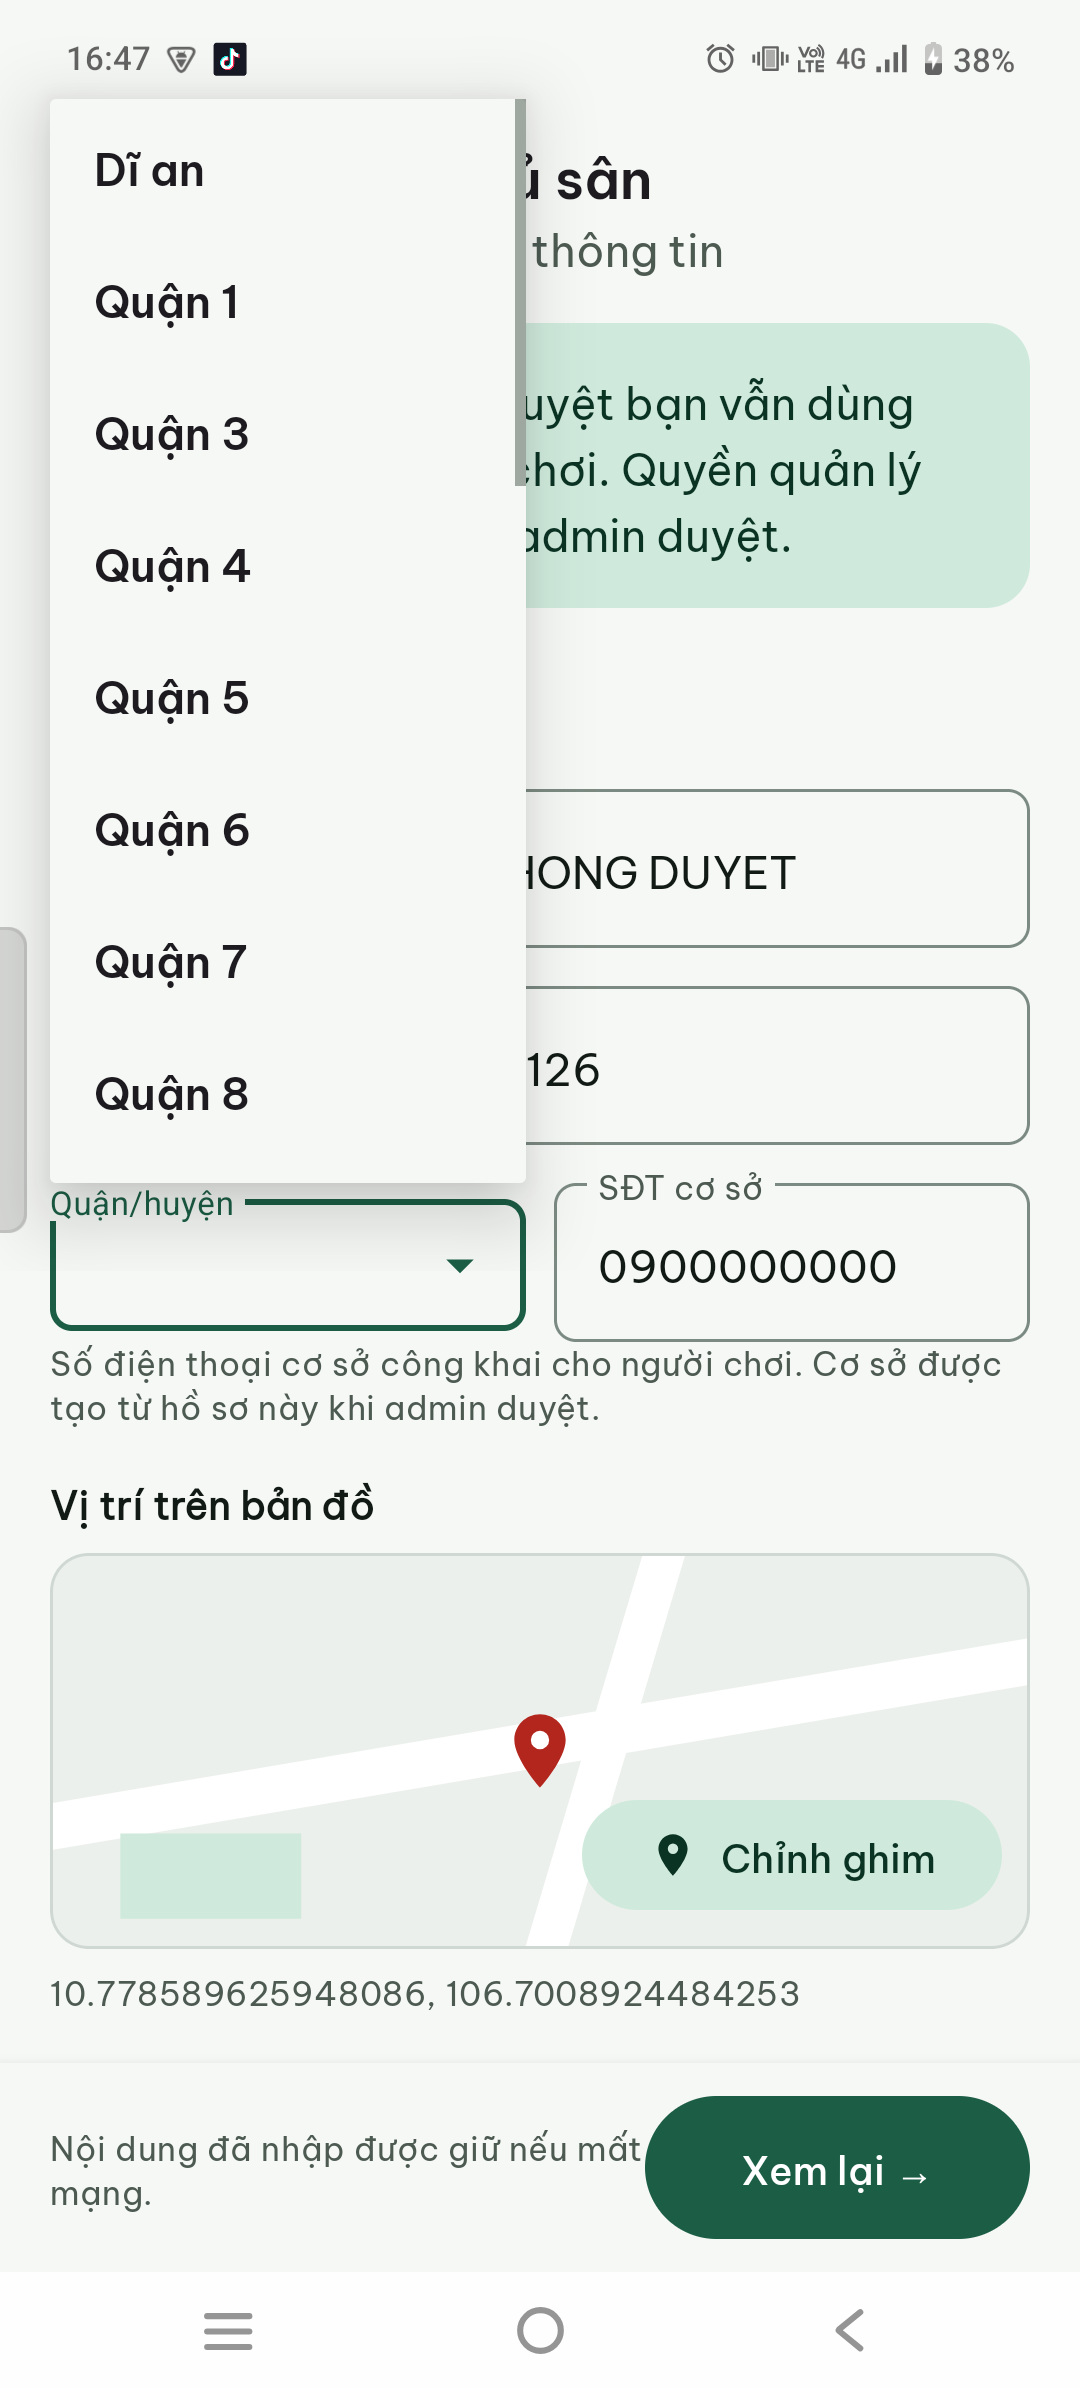 16:47
4G
38%
Dĩ an
Quận 1
Quận 3
Quận 4
Quận 5
Quận 6
Quận 7
Quận 8
sân
thông tin
bạn vẫn dùng
chơi. Quyền quản lý
admin duyệt.
DUYET
126
Quận/huyện
SĐT cơ sở
0900000000
Số điện thoại cơ sở công khai cho người chơi. Cơ sở được
tạo từ hồ sơ này khi admin duyệt.
Vị trí trên bản đồ
Chỉnh ghim
10.778589625948086, 106.7008924484253
Nội dung đã nhập được giữ nếu mất
mạng.
Xem lại →